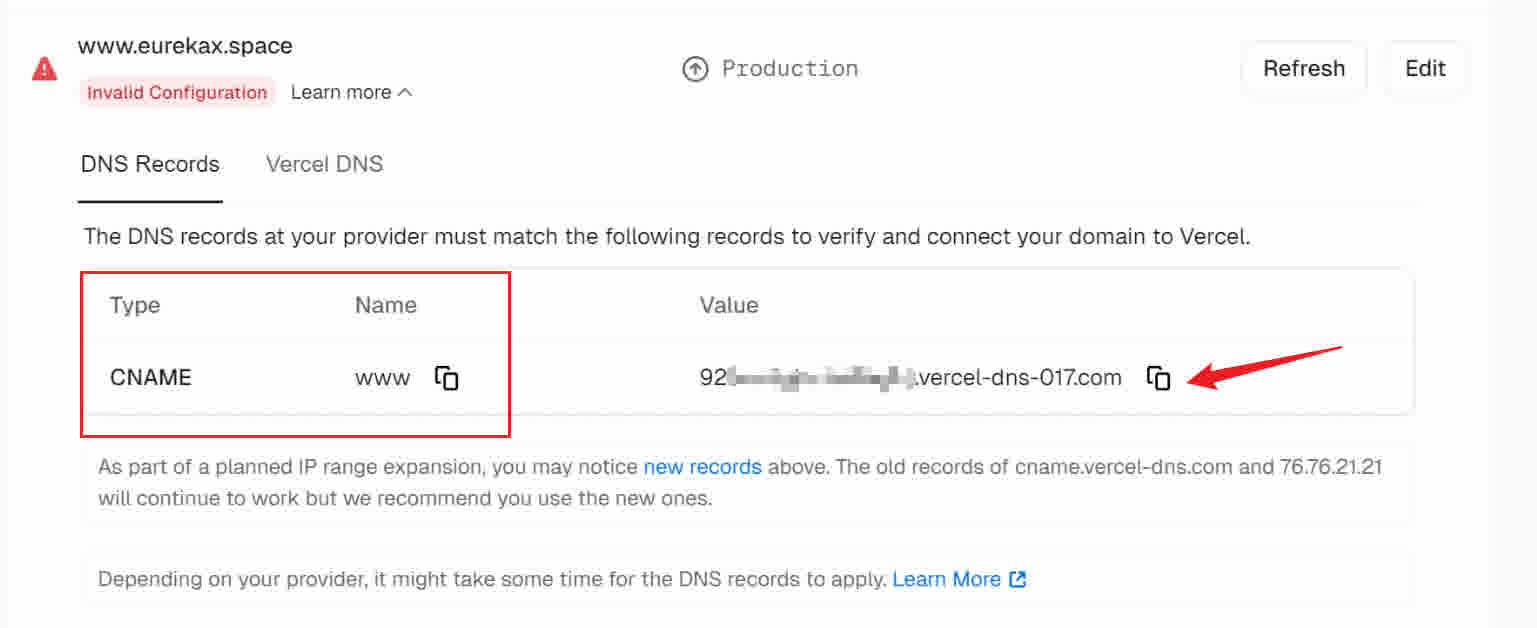 www.eurekax.space
Invalid Configuration Learn more
Production
Refresh Edit
DNS Records Vercel DNS
The DNS records at your provider must match the following records to verify and connect your domain to Vercel.
Type Name Value
CNAME www 92 .vercel-dns-017.com
As part of a planned IP range expansion, you may notice new records above. The old records of cname.vercel-dns.com and 76.76.21.21
will continue to work but we recommend you use the new ones.
Depending on your provider, it might take some time for the DNS records to apply. Learn More